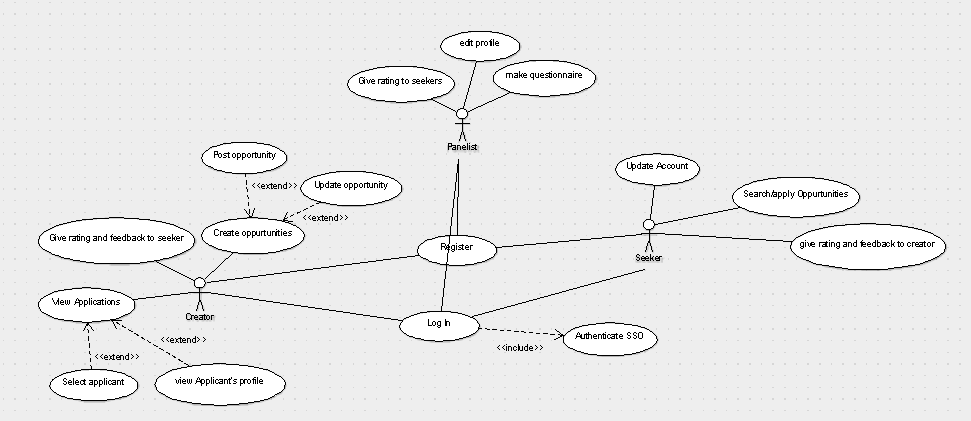 edit profile
Give rating to seekers
make questionnaire
Panelist
Post opportunity
<<extend>>
Update opportunity
<<extend>>
Create oppurtunities
Give rating and feedback to seeker
Update Account
Search/apply Oppurtunities
give rating and feedback to creator
Seeker
Register
View Applications
Creator
Log In
<<include>>
Authenticate SSO
<<extend>>
<<extend>>
Select applicant
view Applicant's profile